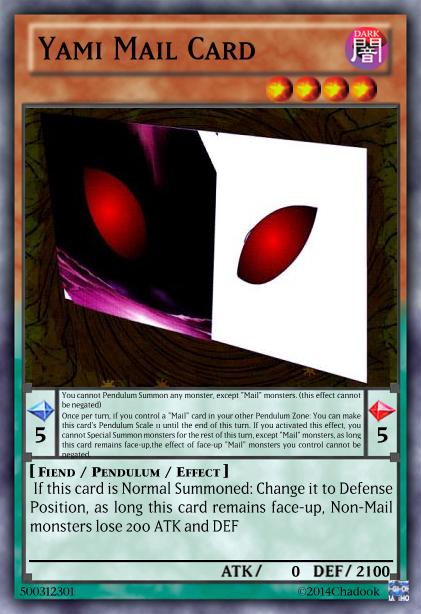 YAMI MAIL CARD
DARK
闇
You cannot Pendulum Summon any monster, except "Mail" monsters. (this effect cannot
be negated)
Once per turn, if you control a "Mail" card in your other Pendulum Zone: You can make
this card's Pendulum Scale 11 until the end of this turn. If you activated this effect, you
cannot Special Summon monsters for the rest of this turn, except "Mail" monsters, as long
as this card remains face-up,the effect of face-up "Mail" monsters you control cannot be
negated.
5
5
[ FIEND / PENDULUM / EFFECT ]
If this card is Normal Summoned: Change it to Defense
Position, as long this card remains face-up, Non-Mail
monsters lose 200 ATK and DEF
ATK/ 0 DEF/ 2100
500312301
©2014Chadook